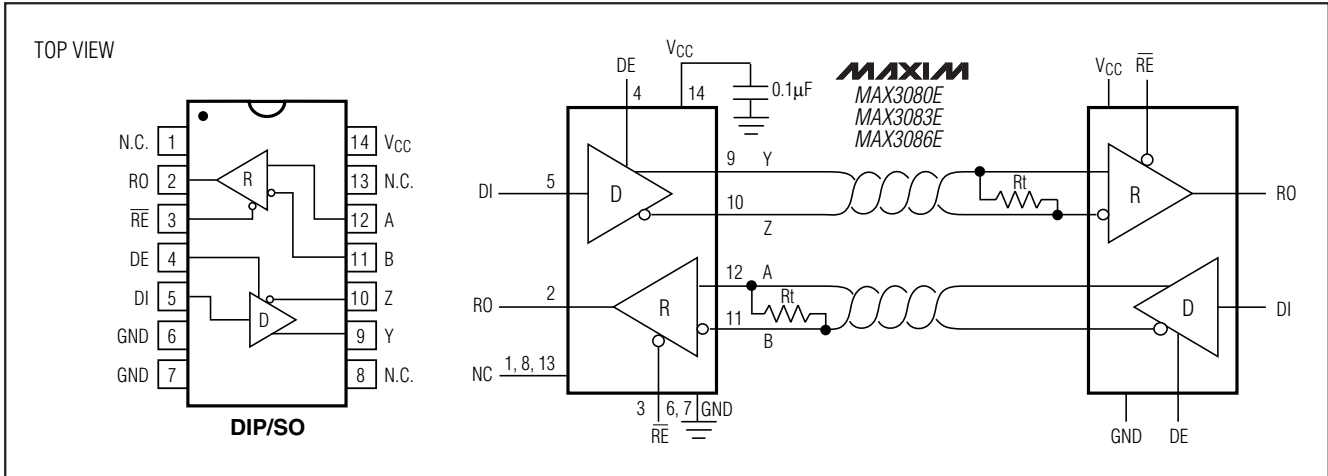 TOP VIEW
N.C. 1
RO 2
R̅E̅ 3
DE 4
DI 5
GND 6
GND 7
14 VCC
13 N.C.
12 A
11 B
10 Z
9 Y
8 N.C.
R
D
DIP/SO
VCC
DE
4
14
0.1µF
MAXIM
MAX3080E
MAX3083E
MAX3086E
DI 5
D
9 Y
10
Z
Rt
RO 2
R
12 A
11
B
Rt
NC 1, 8, 13
3 6, 7 GND
R̅E̅
VCC R̅E̅
R
RO
D
DI
GND DE